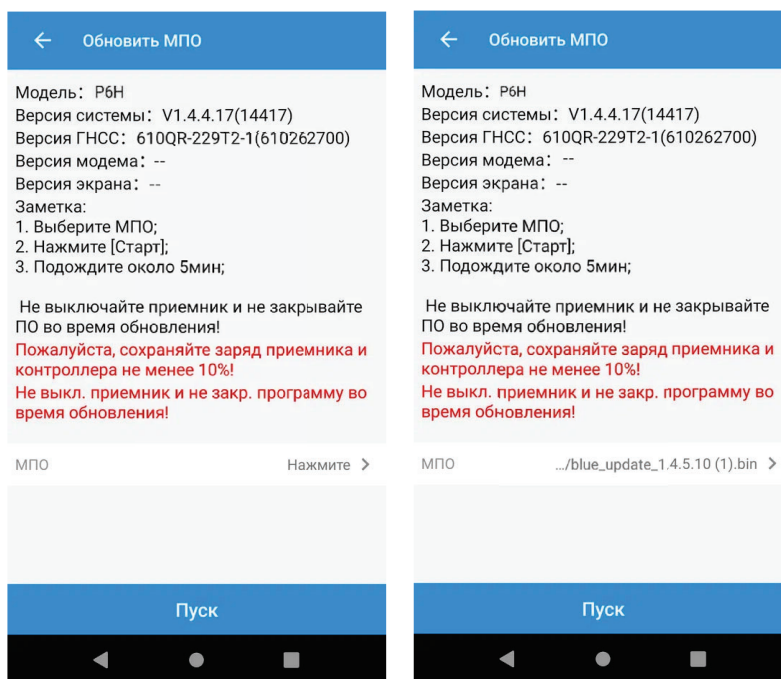 Обновить МПО
Модель: P6H
Версия системы: V1.4.4.17(14417)
Версия ГНСС: 610QR-229T2-1(610262700)
Версия модема: --
Версия экрана: --
Заметка:
1. Выберите МПО;
2. Нажмите [Старт];
3. Подождите около 5мин;
Не выключайте приемник и не закрывайте
ПО во время обновления!
Пожалуйста, сохраняйте заряд приемника и
контроллера не менее 10%!
Не выкл. приемник и не закр. программу во
время обновления!
МПО Нажмите
Пуск
Обновить МПО
Модель: P6H
Версия системы: V1.4.4.17(14417)
Версия ГНСС: 610QR-229T2-1(610262700)
Версия модема: --
Версия экрана: --
Заметка:
1. Выберите МПО;
2. Нажмите [Старт];
3. Подождите около 5мин;
Не выключайте приемник и не закрывайте
ПО во время обновления!
Пожалуйста, сохраняйте заряд приемника и
контроллера не менее 10%!
Не выкл. приемник и не закр. программу во
время обновления!
МПО .../blue_update_1.4.5.10 (1).bin
Пуск